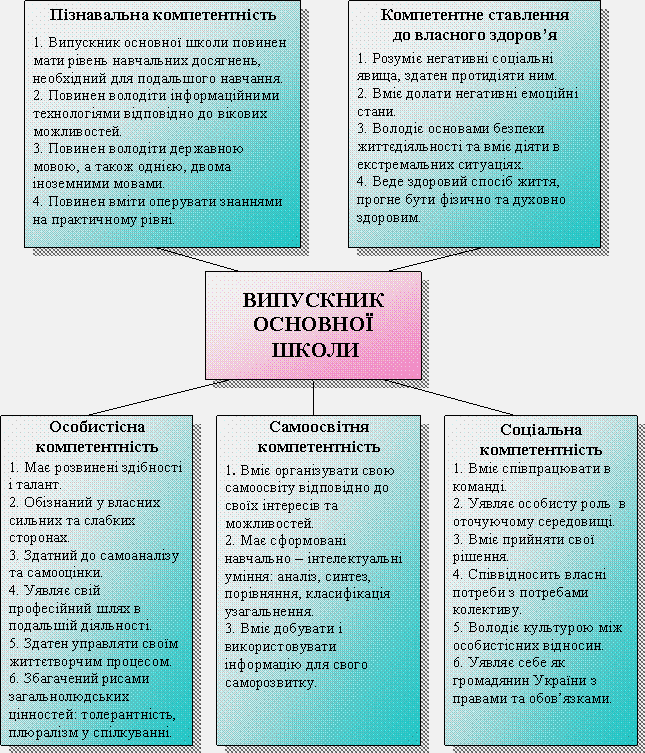 Пізнавальна компетентність
1. Випускник основної школи повинен
мати рівень навчальних досягнень,
необхідний для подальшого навчання.
2. Повинен володіти інформаційними
технологіями відповідно до вікових
можливостей.
3. Повинен володіти державною
мовою, а також однією, двома
іноземними мовами.
4. Повинен вміти оперувати знаннями
на практичному рівні.
Компетентне ставлення
до власного здоров’я
1. Розуміє негативні соціальні
явища, здатен протидіяти ним.
2. Вміє долати негативні емоційні
стани.
3. Володіє основами безпеки
життєдіяльності та вміє діяти в
екстремальних ситуаціях.
4. Веде здоровий спосіб життя,
прогне бути фізично та духовно
здоровим.
ВИПУСКНИК
ОСНОВНОЇ
ШКОЛИ
Особистісна
компетентність
1. Має розвинені здібності
і талант.
2. Обізнаний у власних
сильних та слабких
сторонах.
3. Здатний до самоаналізу
та самооцінки.
4. Уявляє свій
професійний шлях в
подальшій діяльності.
5. Здатен управляти своїм
життєтворчим процесом.
6. Збагачений рисами
загальнолюдських
цінностей: толерантність,
плюралізм у спілкуванні.
Самоосвітня
компетентність
1. Вміє організувати свою
самоосвіту відповідно до
своїх інтересів та
можливостей.
2. Має сформовані
навчально – інтелектуальні
уміння: аналіз, синтез,
порівняння, класифікація
узагальнення.
3. Вміє добувати і
використовувати
інформацію для свого
саморозвитку.
Соціальна
компетентність
1. Вміє співпрацювати в
команді.
2. Уявляє особисту роль в
оточуючому середовищі.
3. Вміє прийняти свої
рішення.
4. Співвідносить власні
потреби з потребами
колективу.
5. Володіє культурою між
особистісних відносин.
6. Уявляє себе як
громадянин України з
правами та обов’язками.